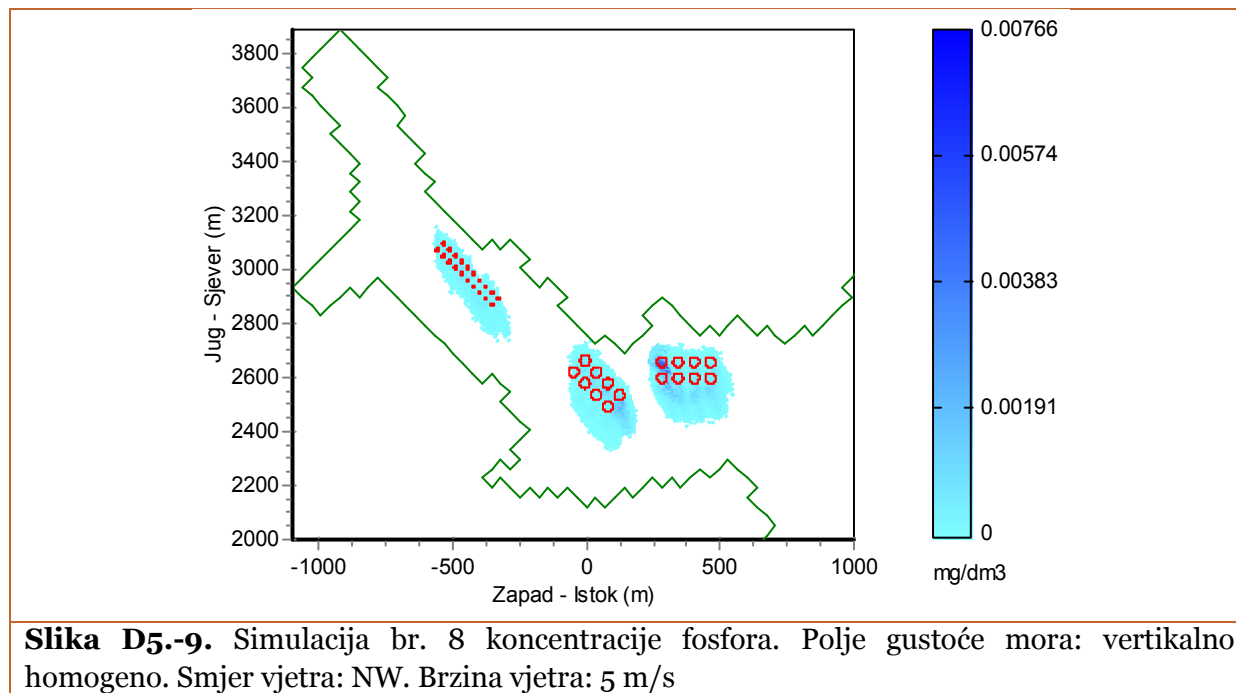 3800
3600
3400
3200
3000
2800
2600
2400
2200
2000
Jug - Sjever (m)
-1000 -500 0 500 1000
Zapad - Istok (m)
0.00766
0.00574
0.00383
0.00191
0
mg/dm3
Slika D5.-9. Simulacija br. 8 koncentracije fosfora. Polje gustoće mora: vertikalno
homogeno. Smjer vjetra: NW. Brzina vjetra: 5 m/s